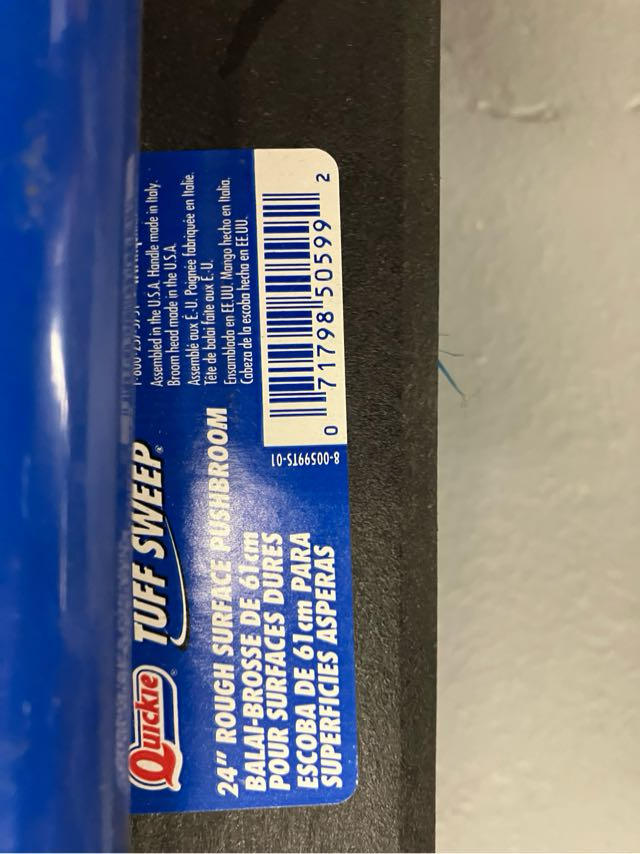 Quickie® TUFF SWEEP®
24" ROUGH SURFACE PUSHBROOM
BALAI-BROSSE DE 61cm
POUR SURFACES DURES
ESCOBA DE 61cm PARA
SUPERFICIES ASPERAS
Assembled in the U.S.A. Handle made in Italy.
Broom head made in the U.S.A.
Assemblé aux É.-U. Poignée fabriquée en Italie.
Tête de balai faite aux É.-U.
Ensamblado en EE.UU. Mango hecho en Italia.
Cabeza de la escoba hecha en EE.UU.
8-00599TS-01
0 71798 50599 2